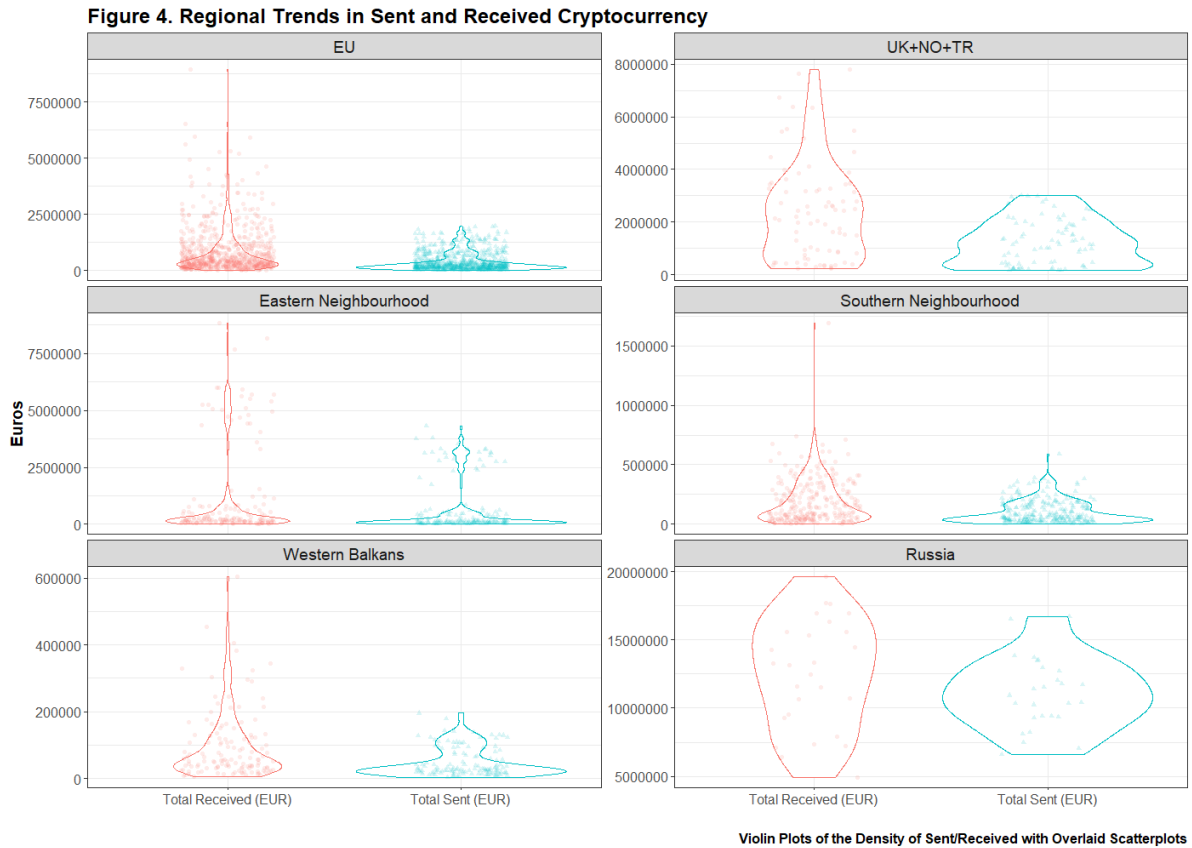 Figure 4. Regional Trends in Sent and Received Cryptocurrency
EU
UK+NO+TR
7500000
5000000
2500000
0
8000000
6000000
4000000
2000000
0
Eastern Neighbourhood
Southern Neighbourhood
7500000
5000000
2500000
0
1500000
1000000
500000
0
Euros
Western Balkans
Russia
600000
400000
200000
0
20000000
15000000
10000000
5000000
Total Received (EUR)
Total Sent (EUR)
Total Received (EUR)
Total Sent (EUR)
Violin Plots of the Density of Sent/Received with Overlaid Scatterplots